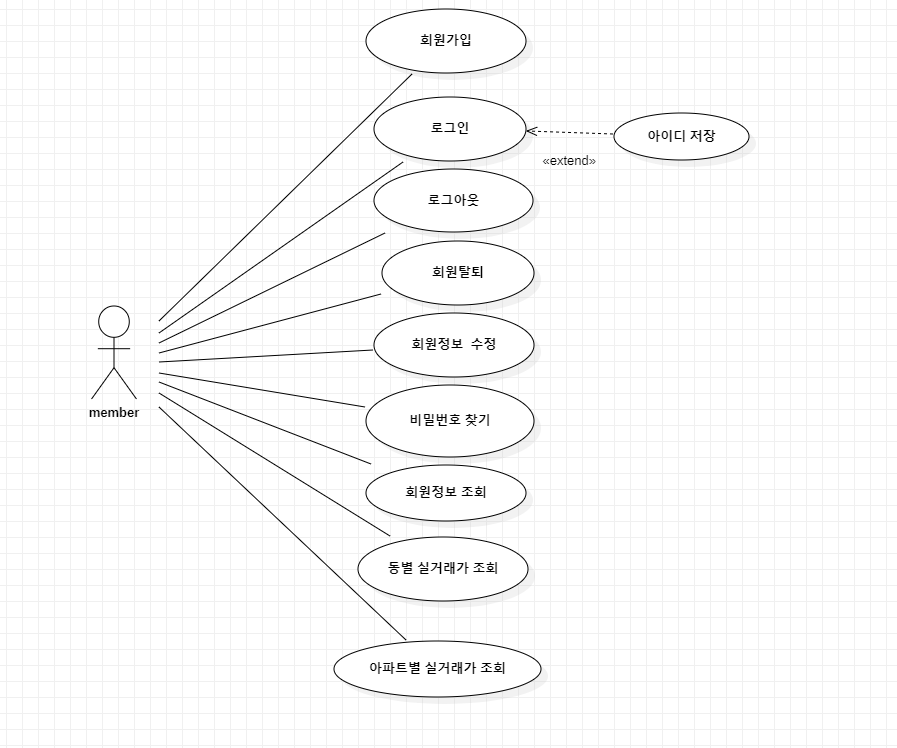 회원가입
로그인
아이디 저장
«extend»
로그아웃
회원탈퇴
회원정보  수정
member
비밀번호 찾기
회원정보 조회
동별 실거래가 조회
아파트별 실거래가 조회